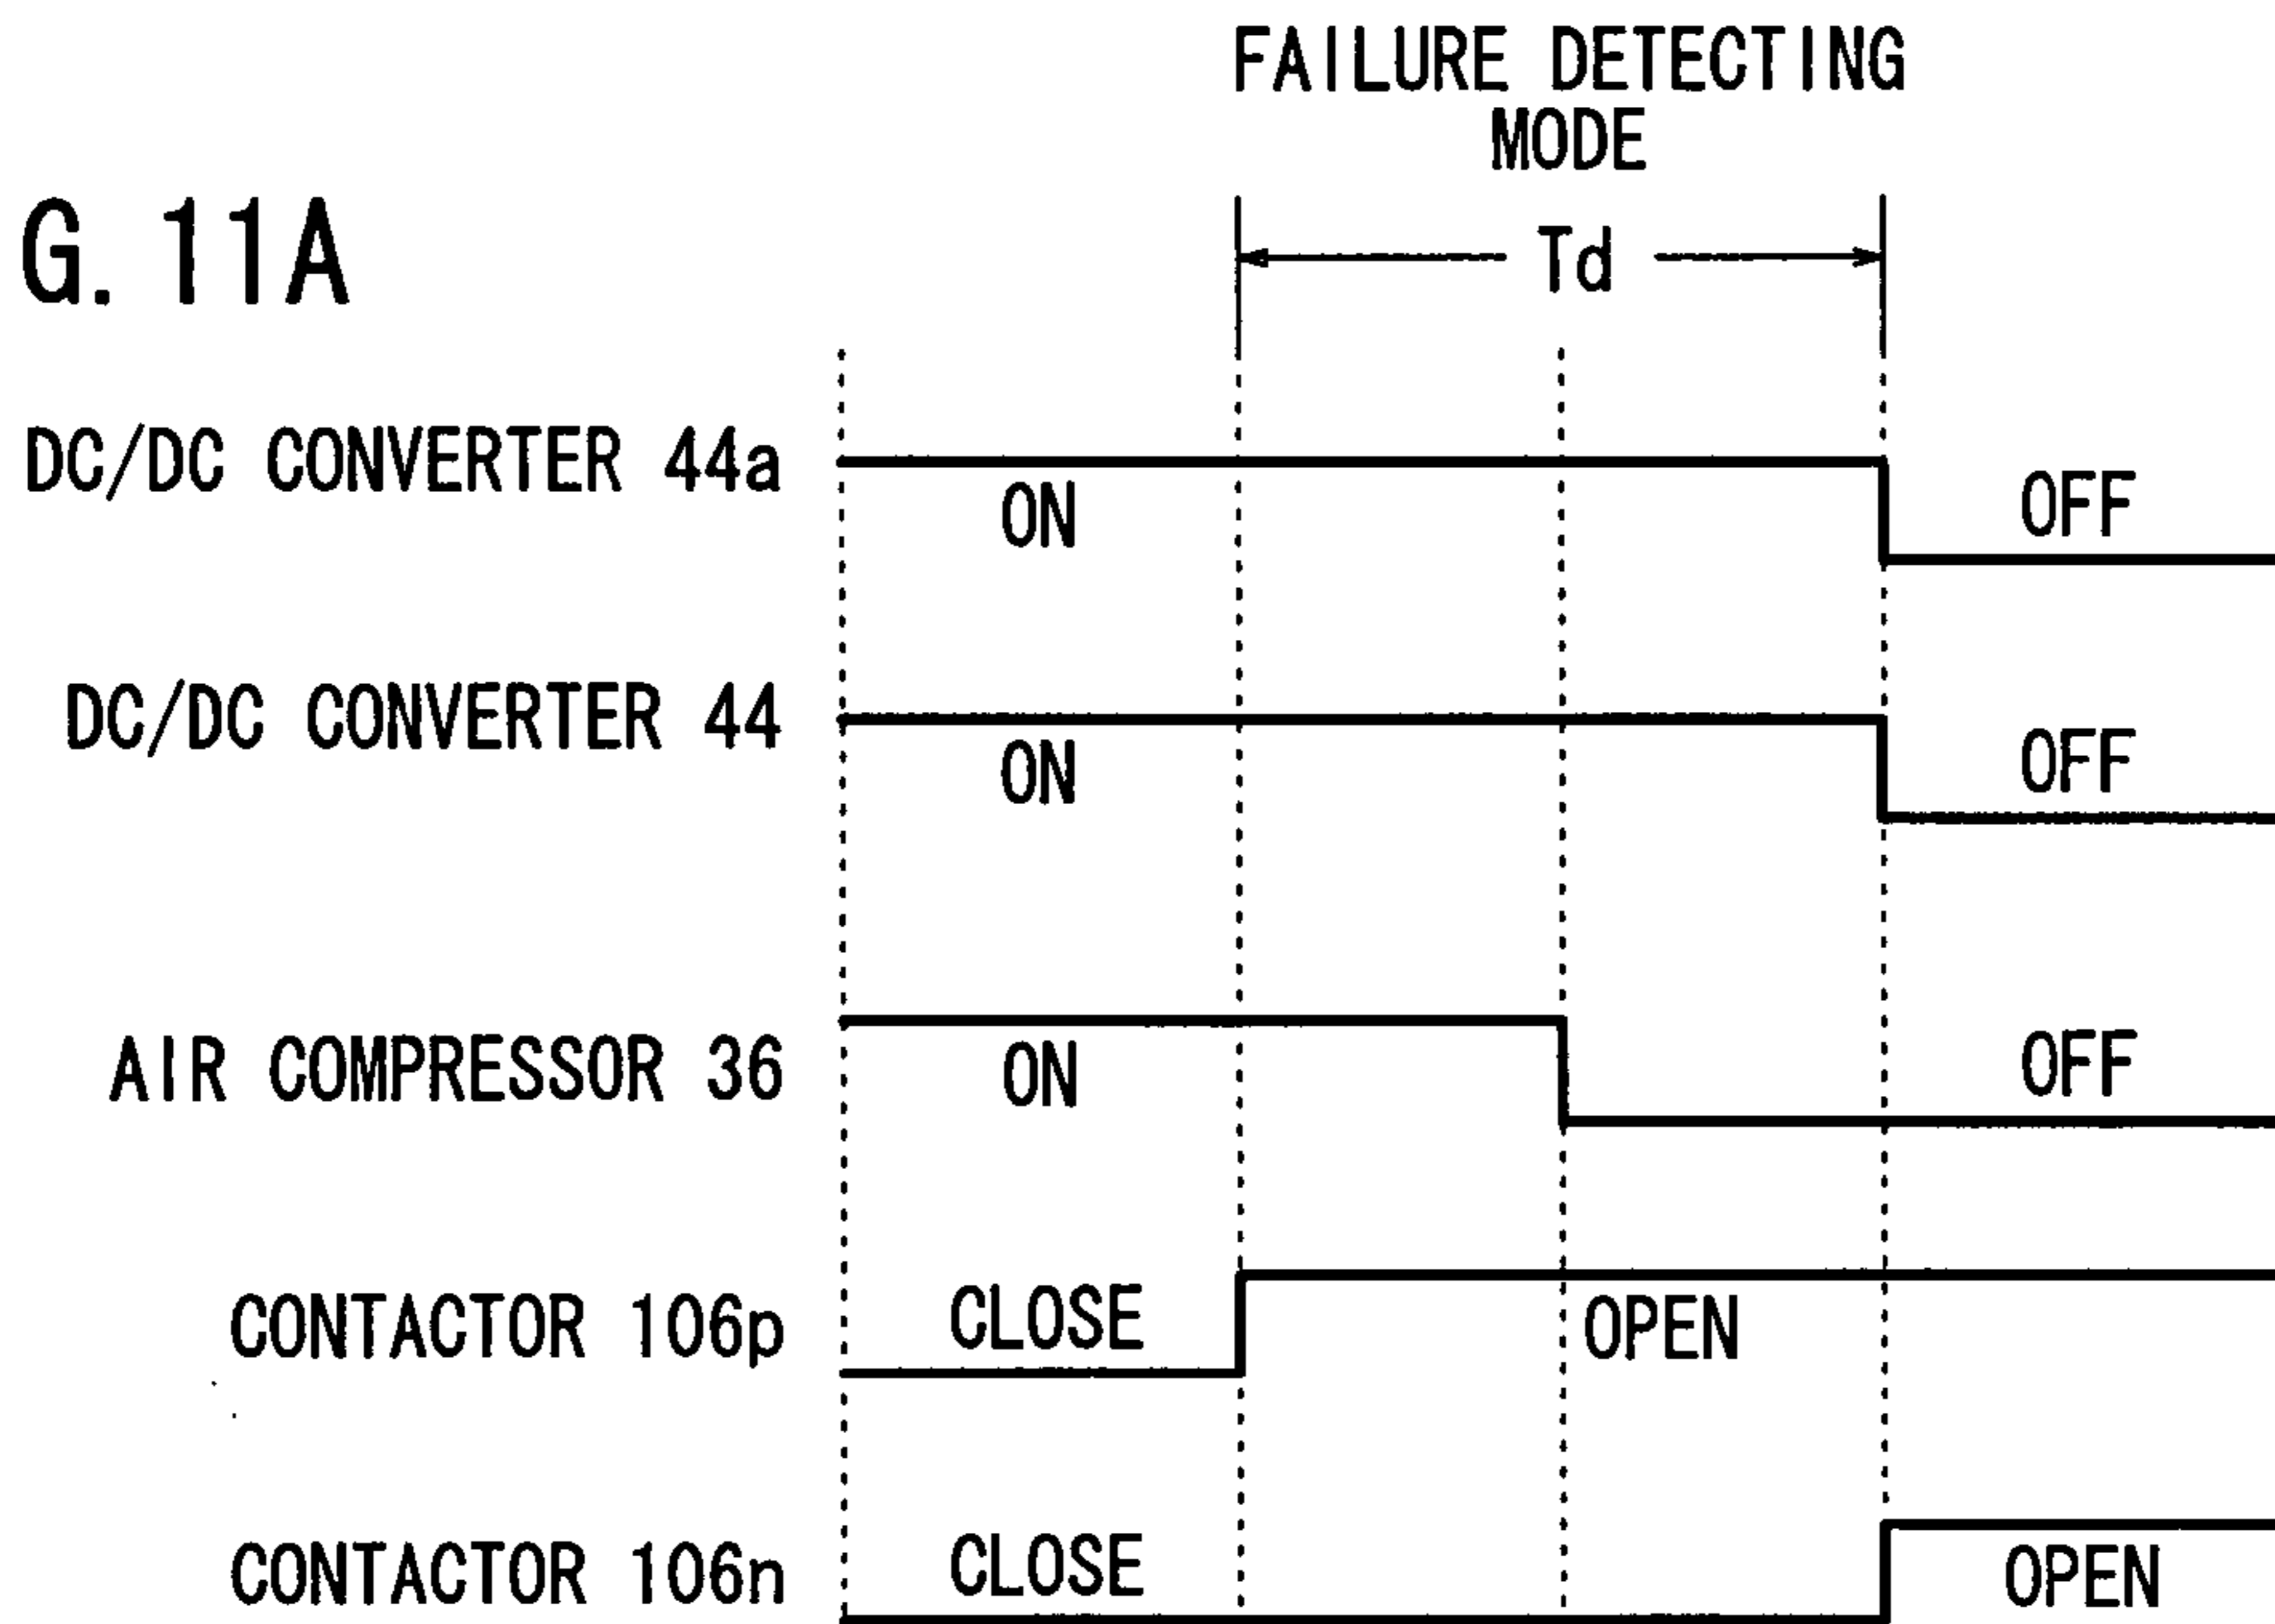 FAILURE DETECTING
MODE
G. 11A
Td
DC/DC CONVERTER 44a
ON
OFF
DC/DC CONVERTER 44
ON
OFF
AIR COMPRESSOR 36
ON
OFF
CONTACTOR 106p
CLOSE
OPEN
CONTACTOR 106n
CLOSE
OPEN